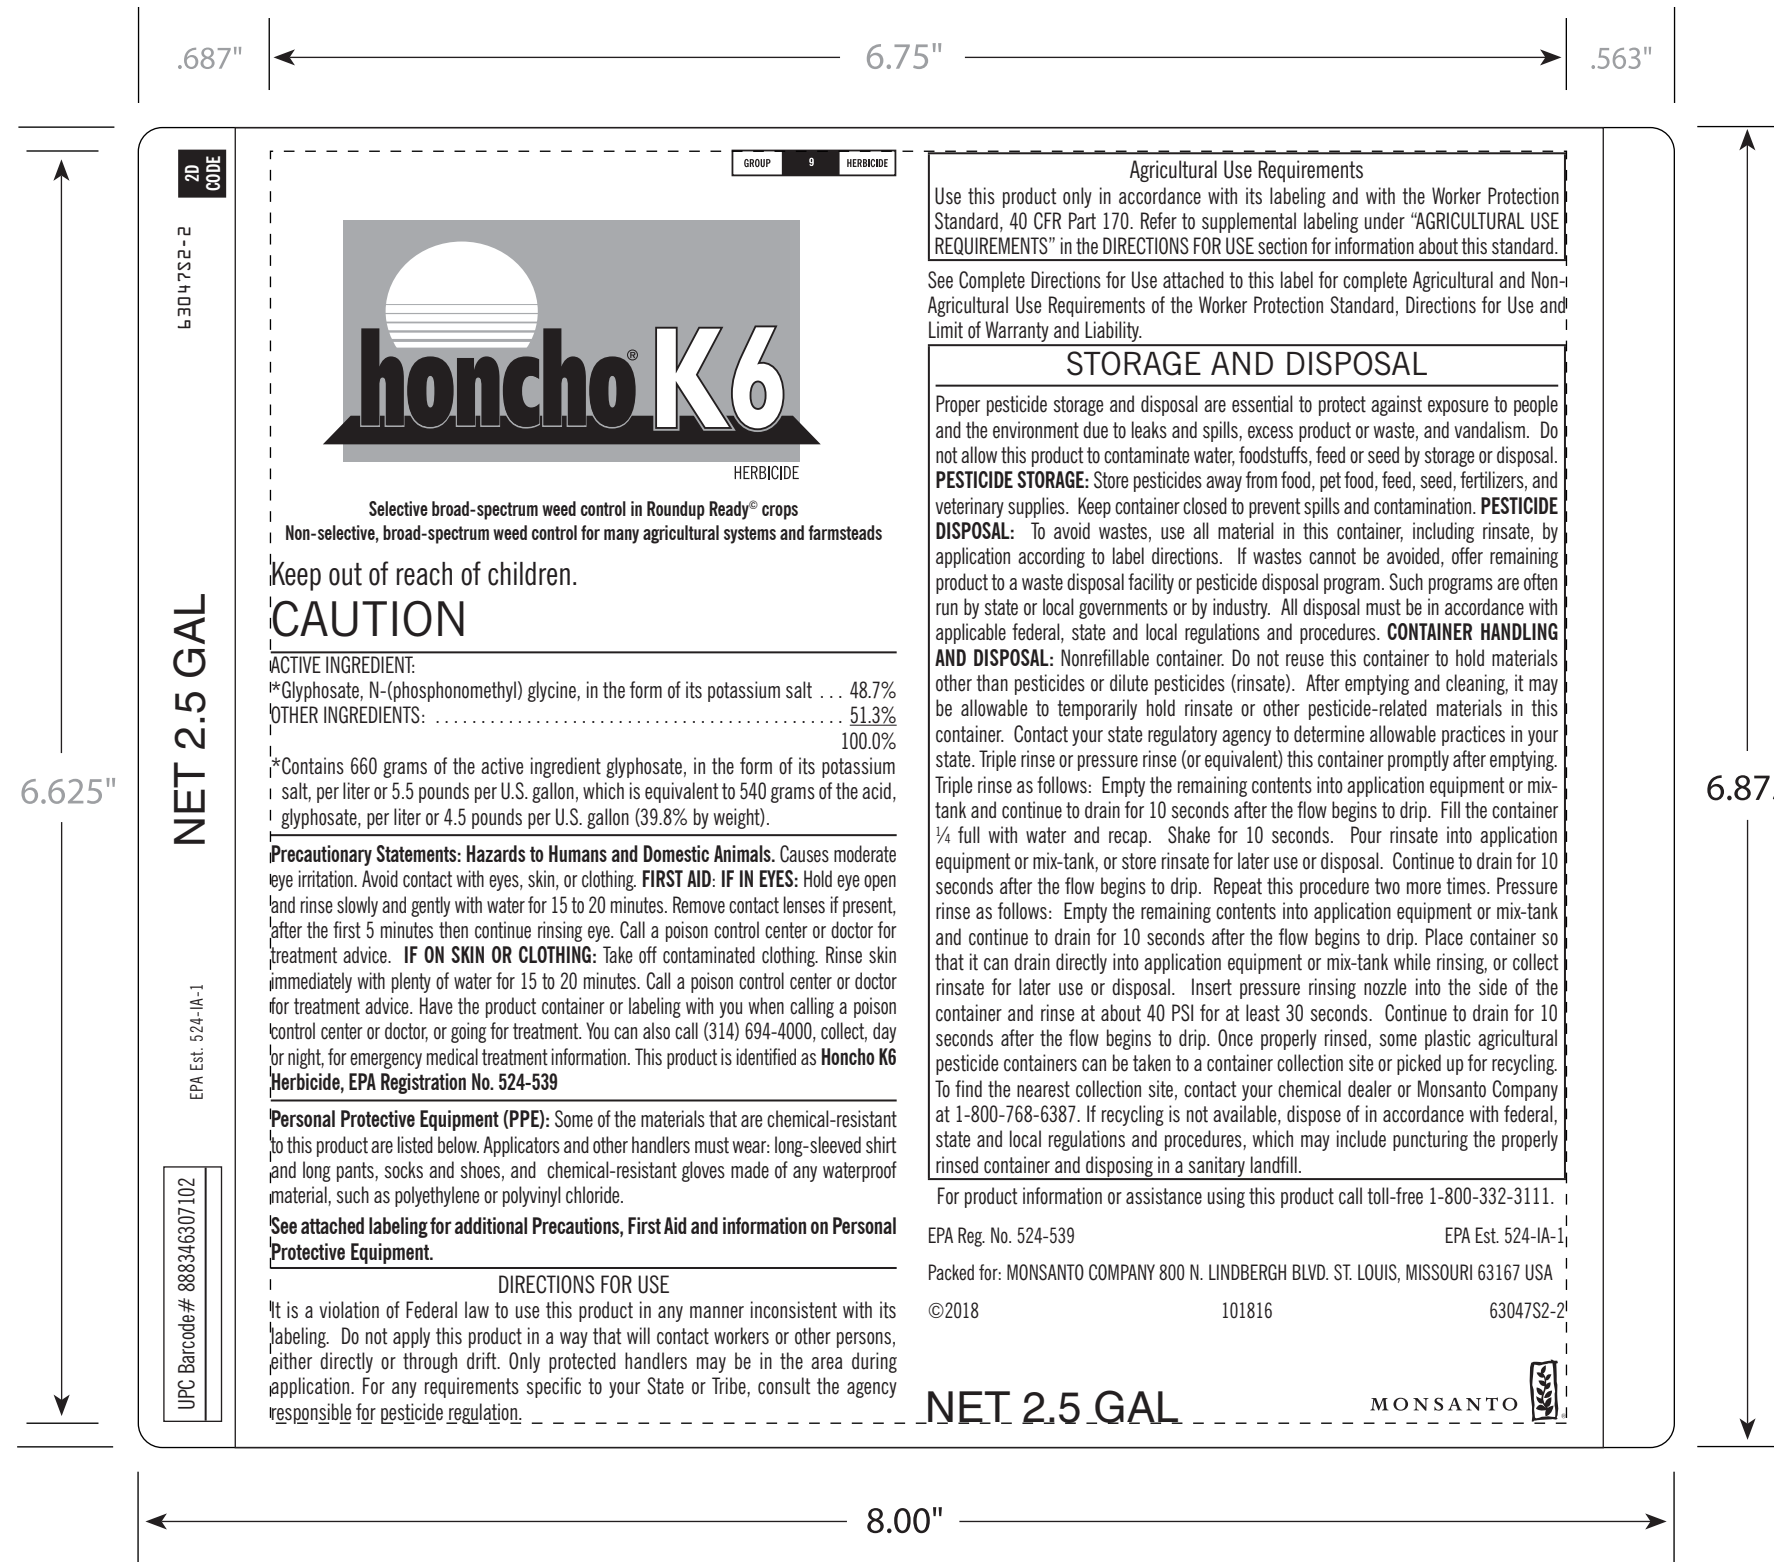 .687"
6.75"
.563"
6.625"
6.87
8.00"
2D
CODE
63047S2-2
NET 2.5 GAL
EPA Est. 524-IA-1
UPC Barcode# 888346307102
GROUP 9 HERBICIDE
honcho® K6
HERBICIDE
Selective broad-spectrum weed control in Roundup Ready© crops
Non-selective, broad-spectrum weed control for many agricultural systems and farmsteads
Keep out of reach of children.
CAUTION
ACTIVE INGREDIENT:
*Glyphosate, N-(phosphonomethyl) glycine, in the form of its potassium salt . . . 48.7%
OTHER INGREDIENTS: . . . . . . . . . . . . . . . . . . . . . . . . . . . . . . . . . . . . . . . . . . . . . 51.3%
100.0%
*Contains 660 grams of the active ingredient glyphosate, in the form of its potassium
salt, per liter or 5.5 pounds per U.S. gallon, which is equivalent to 540 grams of the acid,
glyphosate, per liter or 4.5 pounds per U.S. gallon (39.8% by weight).
Precautionary Statements: Hazards to Humans and Domestic Animals. Causes moderate
eye irritation. Avoid contact with eyes, skin, or clothing. FIRST AID: IF IN EYES: Hold eye open
and rinse slowly and gently with water for 15 to 20 minutes. Remove contact lenses if present,
after the first 5 minutes then continue rinsing eye. Call a poison control center or doctor for
treatment advice. IF ON SKIN OR CLOTHING: Take off contaminated clothing. Rinse skin
immediately with plenty of water for 15 to 20 minutes. Call a poison control center or doctor
for treatment advice. Have the product container or labeling with you when calling a poison
control center or doctor, or going for treatment. You can also call (314) 694-4000, collect, day
or night, for emergency medical treatment information. This product is identified as Honcho K6
Herbicide, EPA Registration No. 524-539
Personal Protective Equipment (PPE): Some of the materials that are chemical-resistant
to this product are listed below. Applicators and other handlers must wear: long-sleeved shirt
and long pants, socks and shoes, and chemical-resistant gloves made of any waterproof
material, such as polyethylene or polyvinyl chloride.
See attached labeling for additional Precautions, First Aid and information on Personal
Protective Equipment.
DIRECTIONS FOR USE
It is a violation of Federal law to use this product in any manner inconsistent with its
labeling. Do not apply this product in a way that will contact workers or other persons,
either directly or through drift. Only protected handlers may be in the area during
application. For any requirements specific to your State or Tribe, consult the agency
responsible for pesticide regulation.
Agricultural Use Requirements
Use this product only in accordance with its labeling and with the Worker Protection
Standard, 40 CFR Part 170. Refer to supplemental labeling under “AGRICULTURAL USE
REQUIREMENTS” in the DIRECTIONS FOR USE section for information about this standard.
See Complete Directions for Use attached to this label for complete Agricultural and Non-
Agricultural Use Requirements of the Worker Protection Standard, Directions for Use and
Limit of Warranty and Liability.
STORAGE AND DISPOSAL
Proper pesticide storage and disposal are essential to protect against exposure to people
and the environment due to leaks and spills, excess product or waste, and vandalism. Do
not allow this product to contaminate water, foodstuffs, feed or seed by storage or disposal.
PESTICIDE STORAGE: Store pesticides away from food, pet food, feed, seed, fertilizers, and
veterinary supplies. Keep container closed to prevent spills and contamination. PESTICIDE
DISPOSAL: To avoid wastes, use all material in this container, including rinsate, by
application according to label directions. If wastes cannot be avoided, offer remaining
product to a waste disposal facility or pesticide disposal program. Such programs are often
run by state or local governments or by industry. All disposal must be in accordance with
applicable federal, state and local regulations and procedures. CONTAINER HANDLING
AND DISPOSAL: Nonrefillable container. Do not reuse this container to hold materials
other than pesticides or dilute pesticides (rinsate). After emptying and cleaning, it may
be allowable to temporarily hold rinsate or other pesticide-related materials in this
container. Contact your state regulatory agency to determine allowable practices in your
state. Triple rinse or pressure rinse (or equivalent) this container promptly after emptying.
Triple rinse as follows: Empty the remaining contents into application equipment or mix-
tank and continue to drain for 10 seconds after the flow begins to drip. Fill the container
¼ full with water and recap. Shake for 10 seconds. Pour rinsate into application
equipment or mix-tank, or store rinsate for later use or disposal. Continue to drain for 10
seconds after the flow begins to drip. Repeat this procedure two more times. Pressure
rinse as follows: Empty the remaining contents into application equipment or mix-tank
and continue to drain for 10 seconds after the flow begins to drip. Place container so
that it can drain directly into application equipment or mix-tank while rinsing, or collect
rinsate for later use or disposal. Insert pressure rinsing nozzle into the side of the
container and rinse at about 40 PSI for at least 30 seconds. Continue to drain for 10
seconds after the flow begins to drip. Once properly rinsed, some plastic agricultural
pesticide containers can be taken to a container collection site or picked up for recycling.
To find the nearest collection site, contact your chemical dealer or Monsanto Company
at 1-800-768-6387. If recycling is not available, dispose of in accordance with federal,
state and local regulations and procedures, which may include puncturing the properly
rinsed container and disposing in a sanitary landfill.
For product information or assistance using this product call toll-free 1-800-332-3111.
EPA Reg. No. 524-539 EPA Est. 524-IA-1
Packed for: MONSANTO COMPANY 800 N. LINDBERGH BLVD. ST. LOUIS, MISSOURI 63167 USA
©2018 101816 63047S2-2
NET 2.5 GAL
MONSANTO